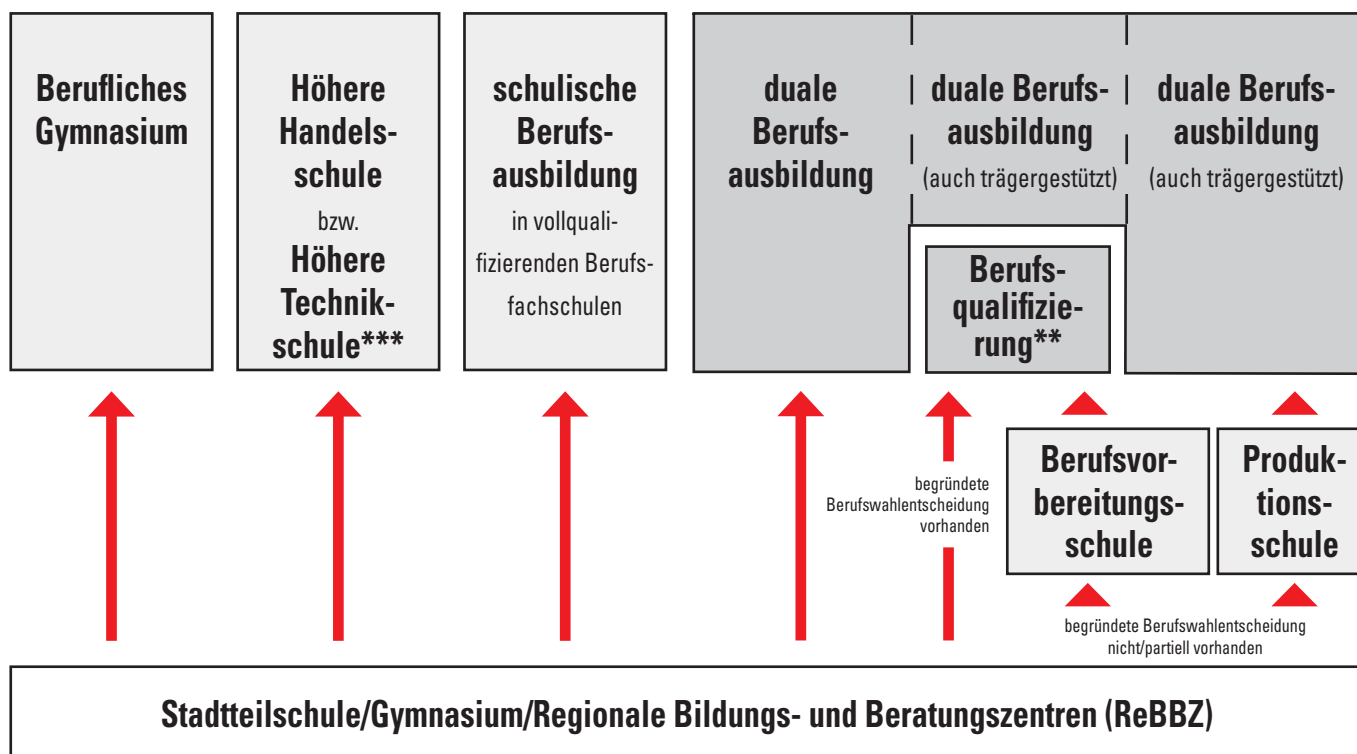 Berufliches
Gymnasium
Höhere
Handels-
schule
bzw.
Höhere
Technik-
schule***
schulische
Berufs-
ausbildung
in vollquali-
fizierenden Berufs-
fachschulen
duale
Berufs-
ausbildung
duale Berufs-
ausbildung
(auch trägergestützt)
duale Berufs-
ausbildung
(auch trägergestützt)
Berufs-
qualifizie-
rung**
begründete
Berufswahlentscheidung
vorhanden
Berufsvor-
bereitungs-
schule
Produk-
tions-
schule
begründete Berufswahlentscheidung
nicht/partiell vorhanden
Stadtteilschule/Gymnasium/Regionale Bildungs- und Beratungszentren (ReBBZ)